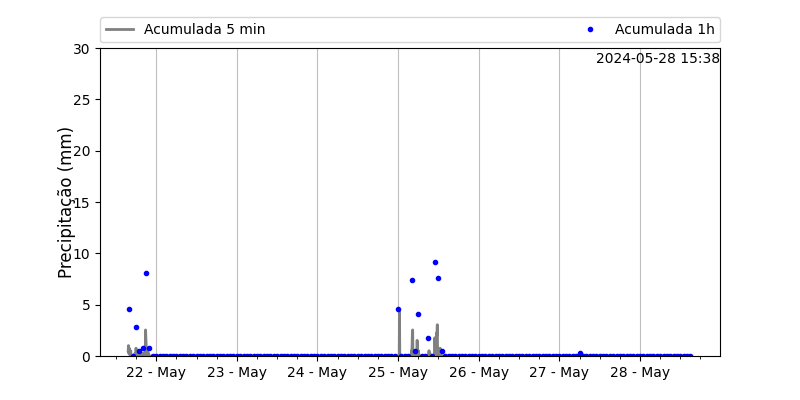 Acumulada 5 min
Acumulada 1h
2024-05-28 15:38
Precipitação (mm)
30
25
20
15
10
5
0
22 - May
23 - May
24 - May
25 - May
26 - May
27 - May
28 - May